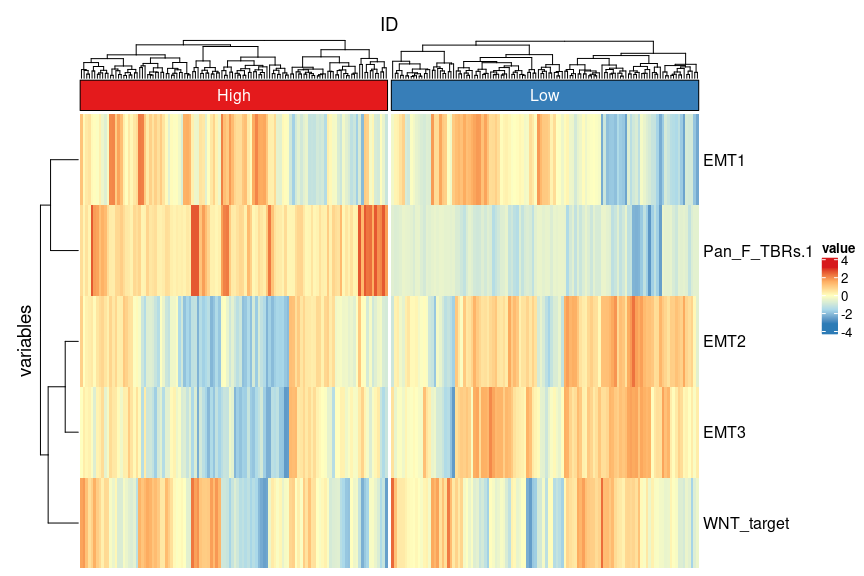 ID
High
Low
EMT1
Pan_F_TBRs.1
EMT2
EMT3
WNT_target
variables
value
4
2
0
-2
-4